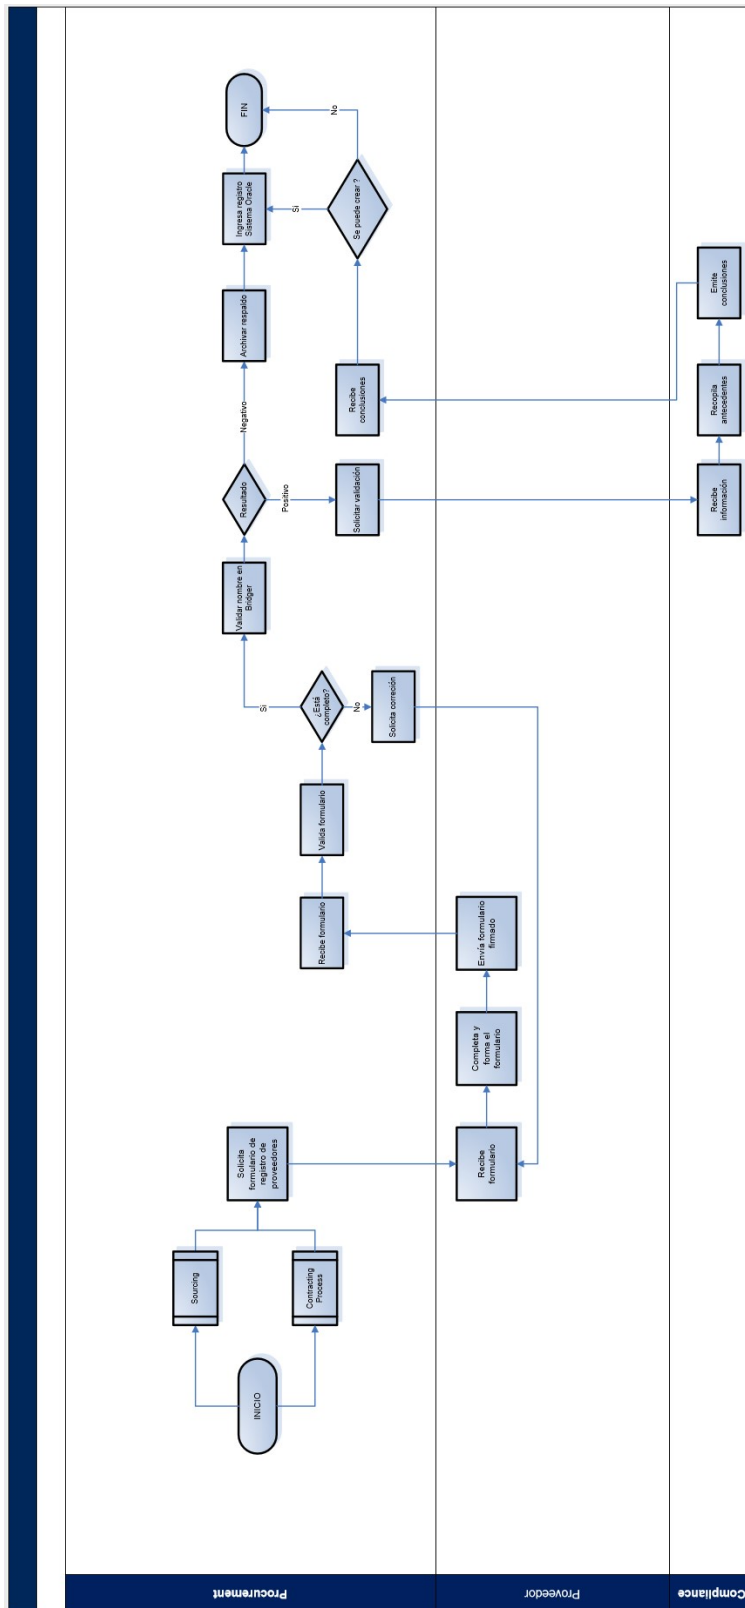 Procurement
INICIO
Sourcing
Contracting
Process
Solicita
formulario de
registro de
proveedores
Recibe formulario
Valida formulario
¿Está
completo?
Si
No
Solicita correción
Validar nombre en
Bridger
Resultado
Negativo
Positivo
Archivar respaldo
Solicitar validación
Recibe
conclusiones
Se puede crear ?
Si
No
Ingresa registro
Sistema Oracle
FIN
Proveedor
Recibe
formulario
Completa y
forma el
formulario
Envía formulario
firmado
Compliance
Recibe
información
Recopila
antecedentes
Emite
conclusiones